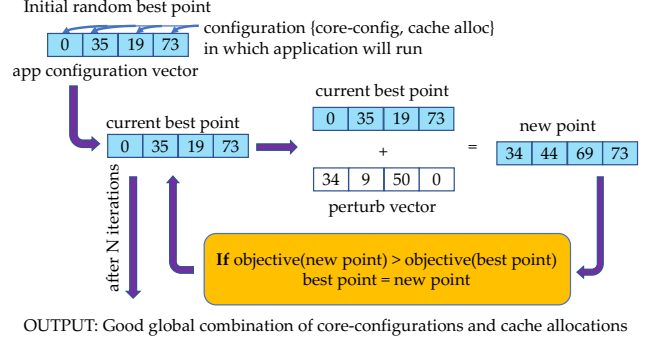 Initial random best point
configuration {core-config, cache alloc}
in which application will run
0 35 19 73
app configuration vector
current best point
0 35 19 73
current best point
0 35 19 73
+
34 9 50 0
perturb vector
=
new point
34 44 69 73
after N iterations
If objective(new point) > objective(best point)
best point = new point
OUTPUT: Good global combination of core-configurations and cache allocations